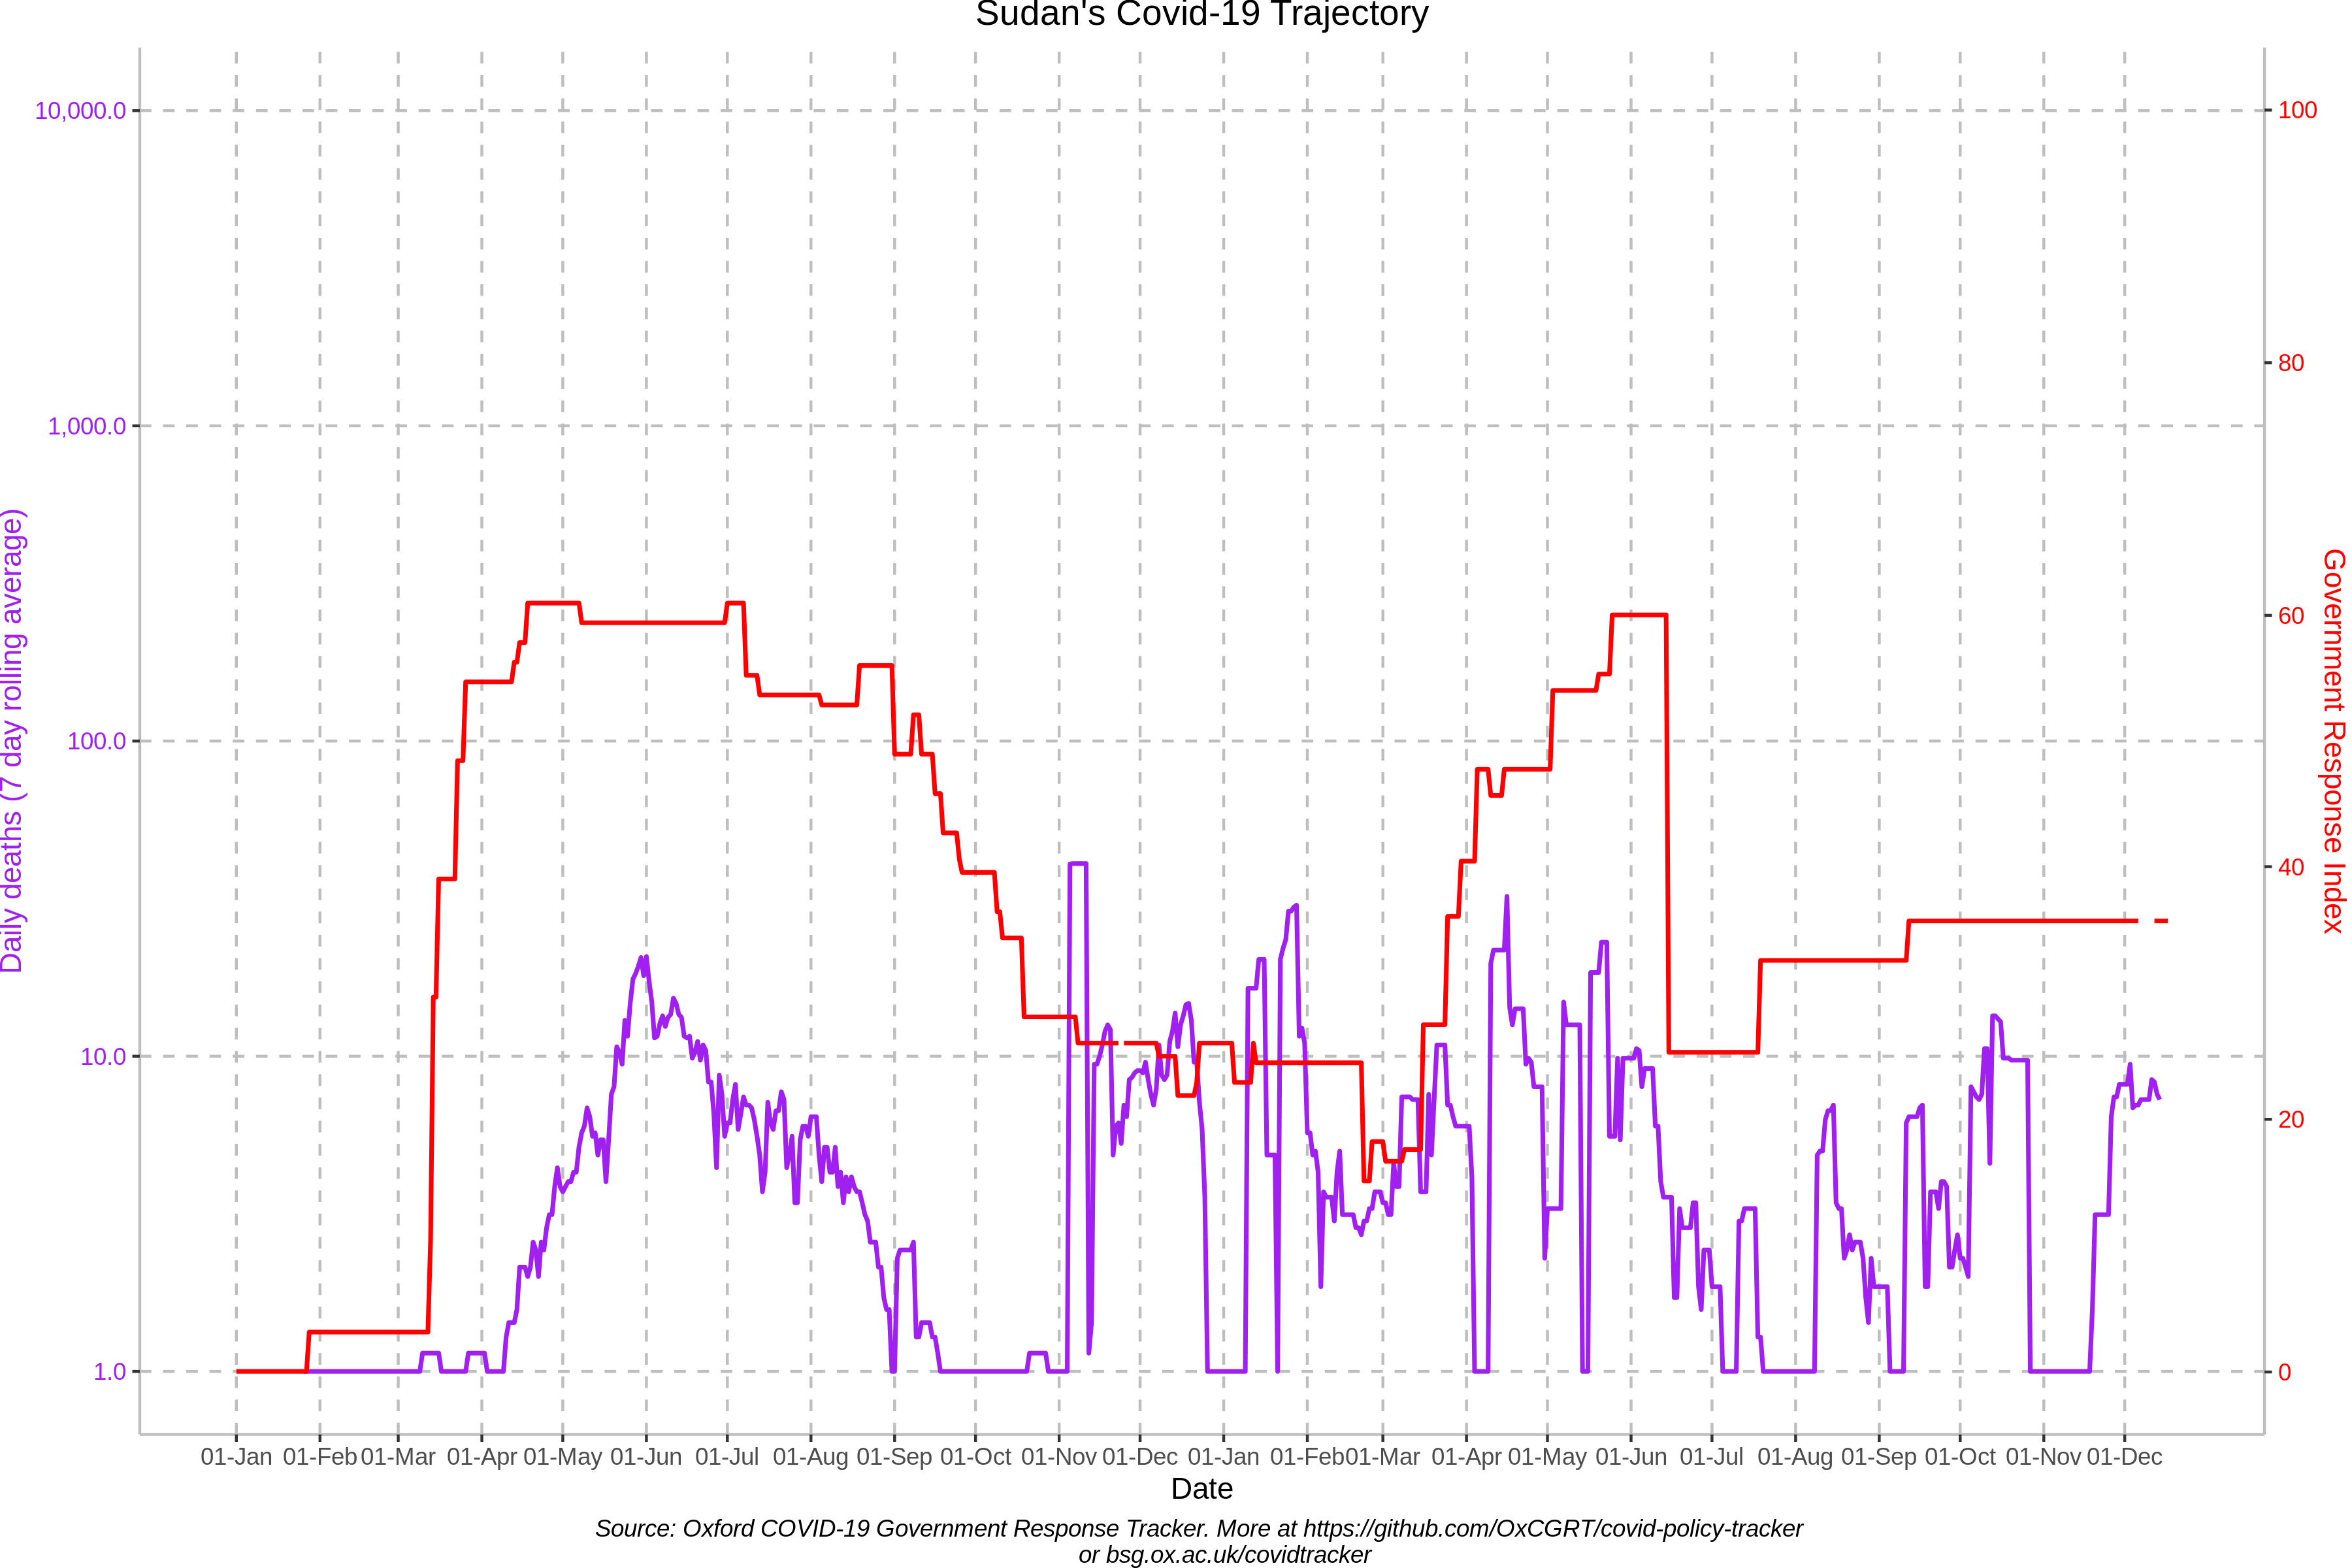 Sudan's Covid-19 Trajectory
10,000.0
1,000.0
100.0
10.0
1.0
Daily deaths (7 day rolling average)
100
80
60
40
20
0
Government Response Index
01-Jan 01-Feb 01-Mar 01-Apr 01-May 01-Jun 01-Jul 01-Aug 01-Sep 01-Oct 01-Nov 01-Dec 01-Jan 01-Feb 01-Mar 01-Apr 01-May 01-Jun 01-Jul 01-Aug 01-Sep 01-Oct 01-Nov 01-Dec
Date
Source: Oxford COVID-19 Government Response Tracker. More at https://github.com/OxCGRT/covid-policy-tracker
or bsg.ox.ac.uk/covidtracker